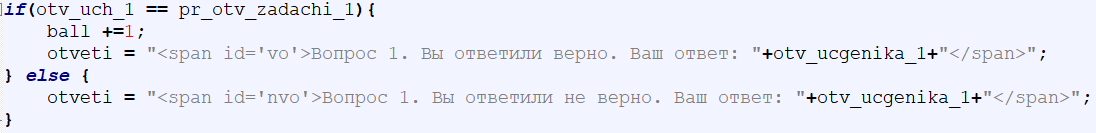 if(otv_uch_1 == pr_otv_zadachi_1){
ball +=1;
otveti = "<span id='vo'>Вопрос 1. Вы ответили верно. Ваш ответ: "+otv_ucgenika_1+"</span>";
} else {
otveti = "<span id='nvo'>Вопрос 1. Вы ответили не верно. Ваш ответ: "+otv_ucgenika_1+"</span>";
}